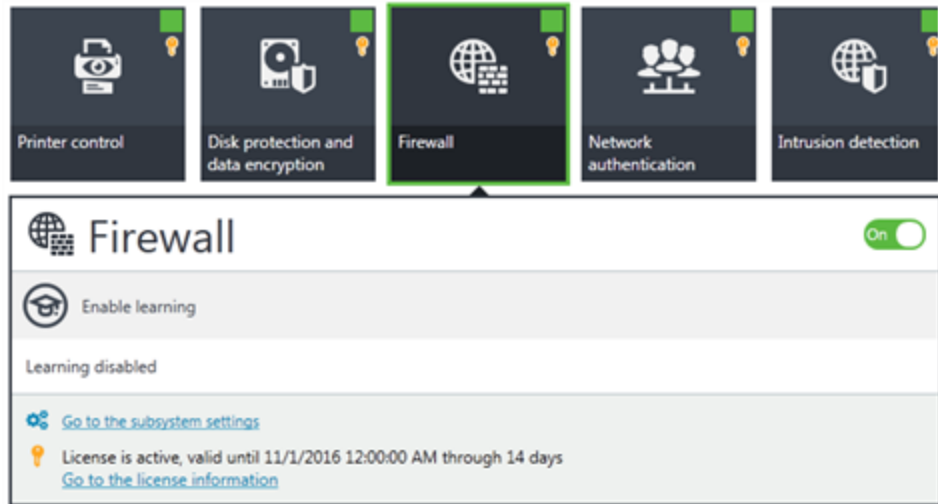 Printer control
Disk protection and
data encryption
Firewall
Network
authentication
Intrusion detection
Firewall
On
Enable learning
Learning disabled
Go to the subsystem settings
License is active, valid until 11/1/2016 12:00:00 AM through 14 days
Go to the license information